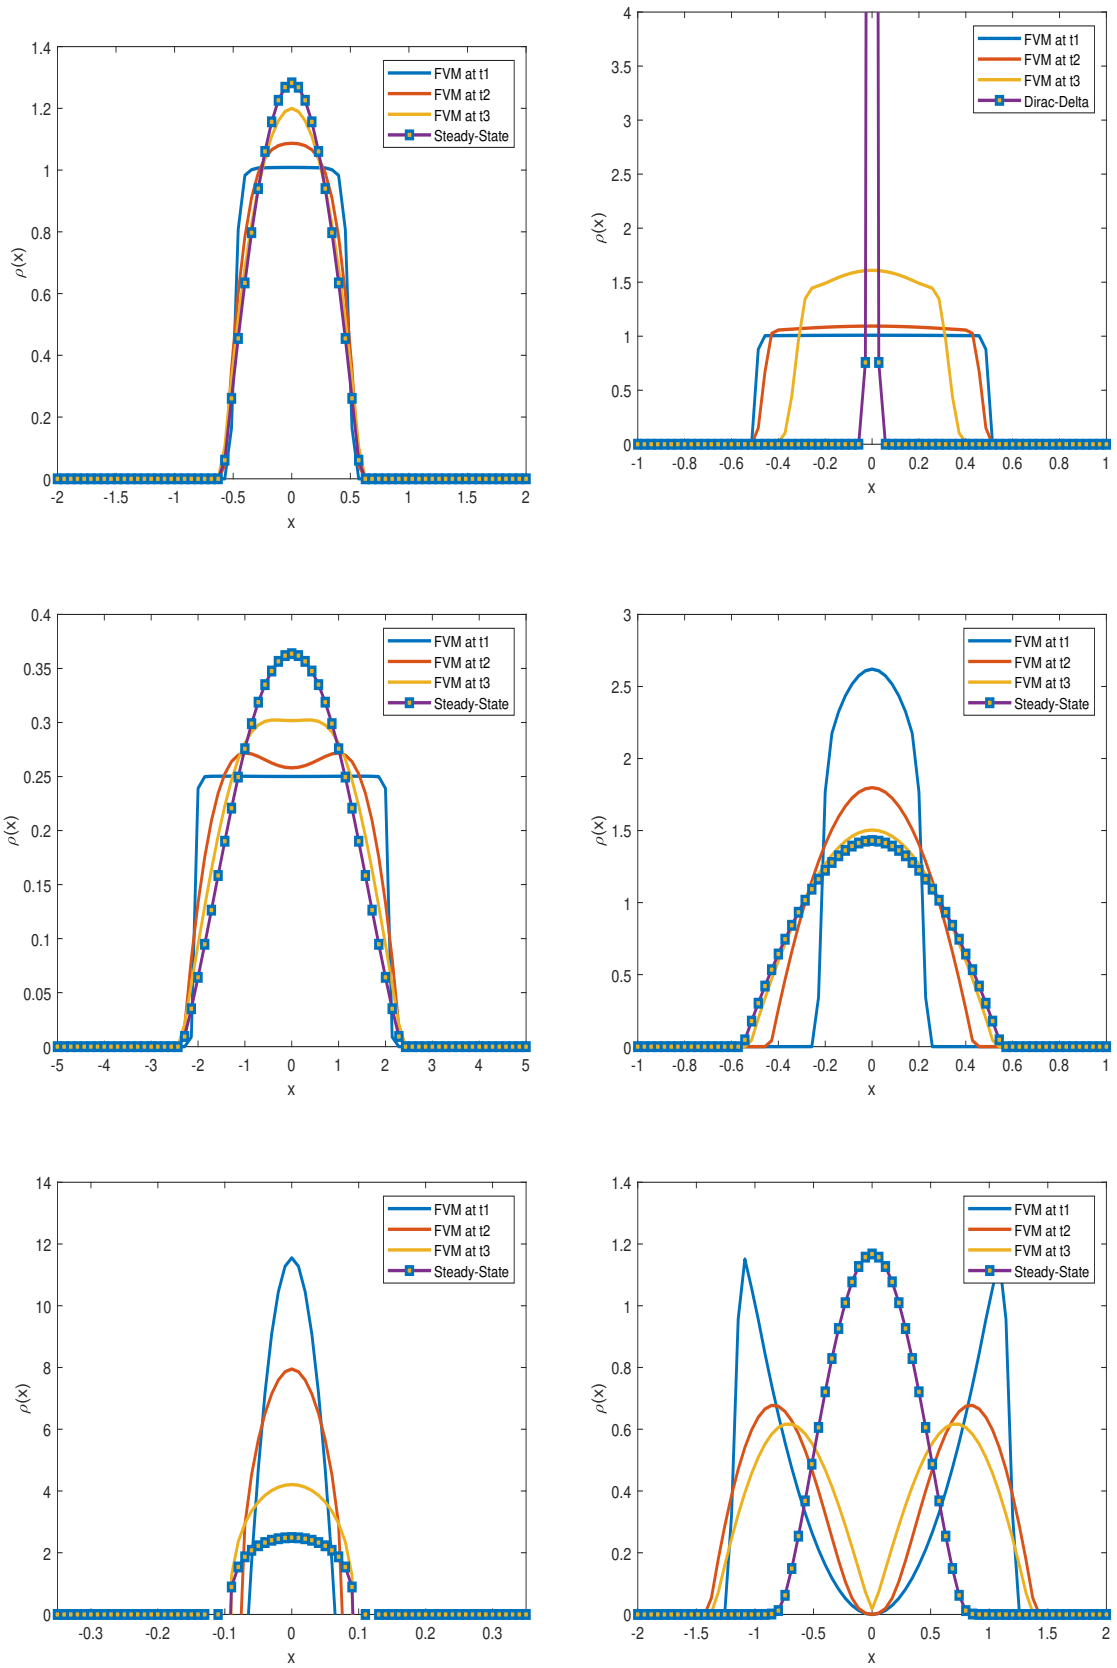 1.4
1.2
1
0.8
0.6
0.4
0.2
0
ρ(x)
-2 -1.5 -1 -0.5 0 0.5 1 1.5 2
x
FVM at t1
FVM at t2
FVM at t3
Steady-State
4
3.5
3
2.5
2
1.5
1
0.5
0
ρ(x)
-1 -0.8 -0.6 -0.4 -0.2 0 0.2 0.4 0.6 0.8 1
x
FVM at t1
FVM at t2
FVM at t3
Dirac-Delta
0.4
0.35
0.3
0.25
0.2
0.15
0.1
0.05
0
ρ(x)
-5 -4 -3 -2 -1 0 1 2 3 4 5
x
FVM at t1
FVM at t2
FVM at t3
Steady-State
3
2.5
2
1.5
1
0.5
0
ρ(x)
-1 -0.8 -0.6 -0.4 -0.2 0 0.2 0.4 0.6 0.8 1
x
FVM at t1
FVM at t2
FVM at t3
Steady-State
14
12
10
8
6
4
2
0
ρ(x)
-0.3 -0.2 -0.1 0 0.1 0.2 0.3
x
FVM at t1
FVM at t2
FVM at t3
Steady-State
1.4
1.2
1
0.8
0.6
0.4
0.2
0
ρ(x)
-2 -1.5 -1 -0.5 0 0.5 1 1.5 2
x
FVM at t1
FVM at t2
FVM at t3
Steady-State